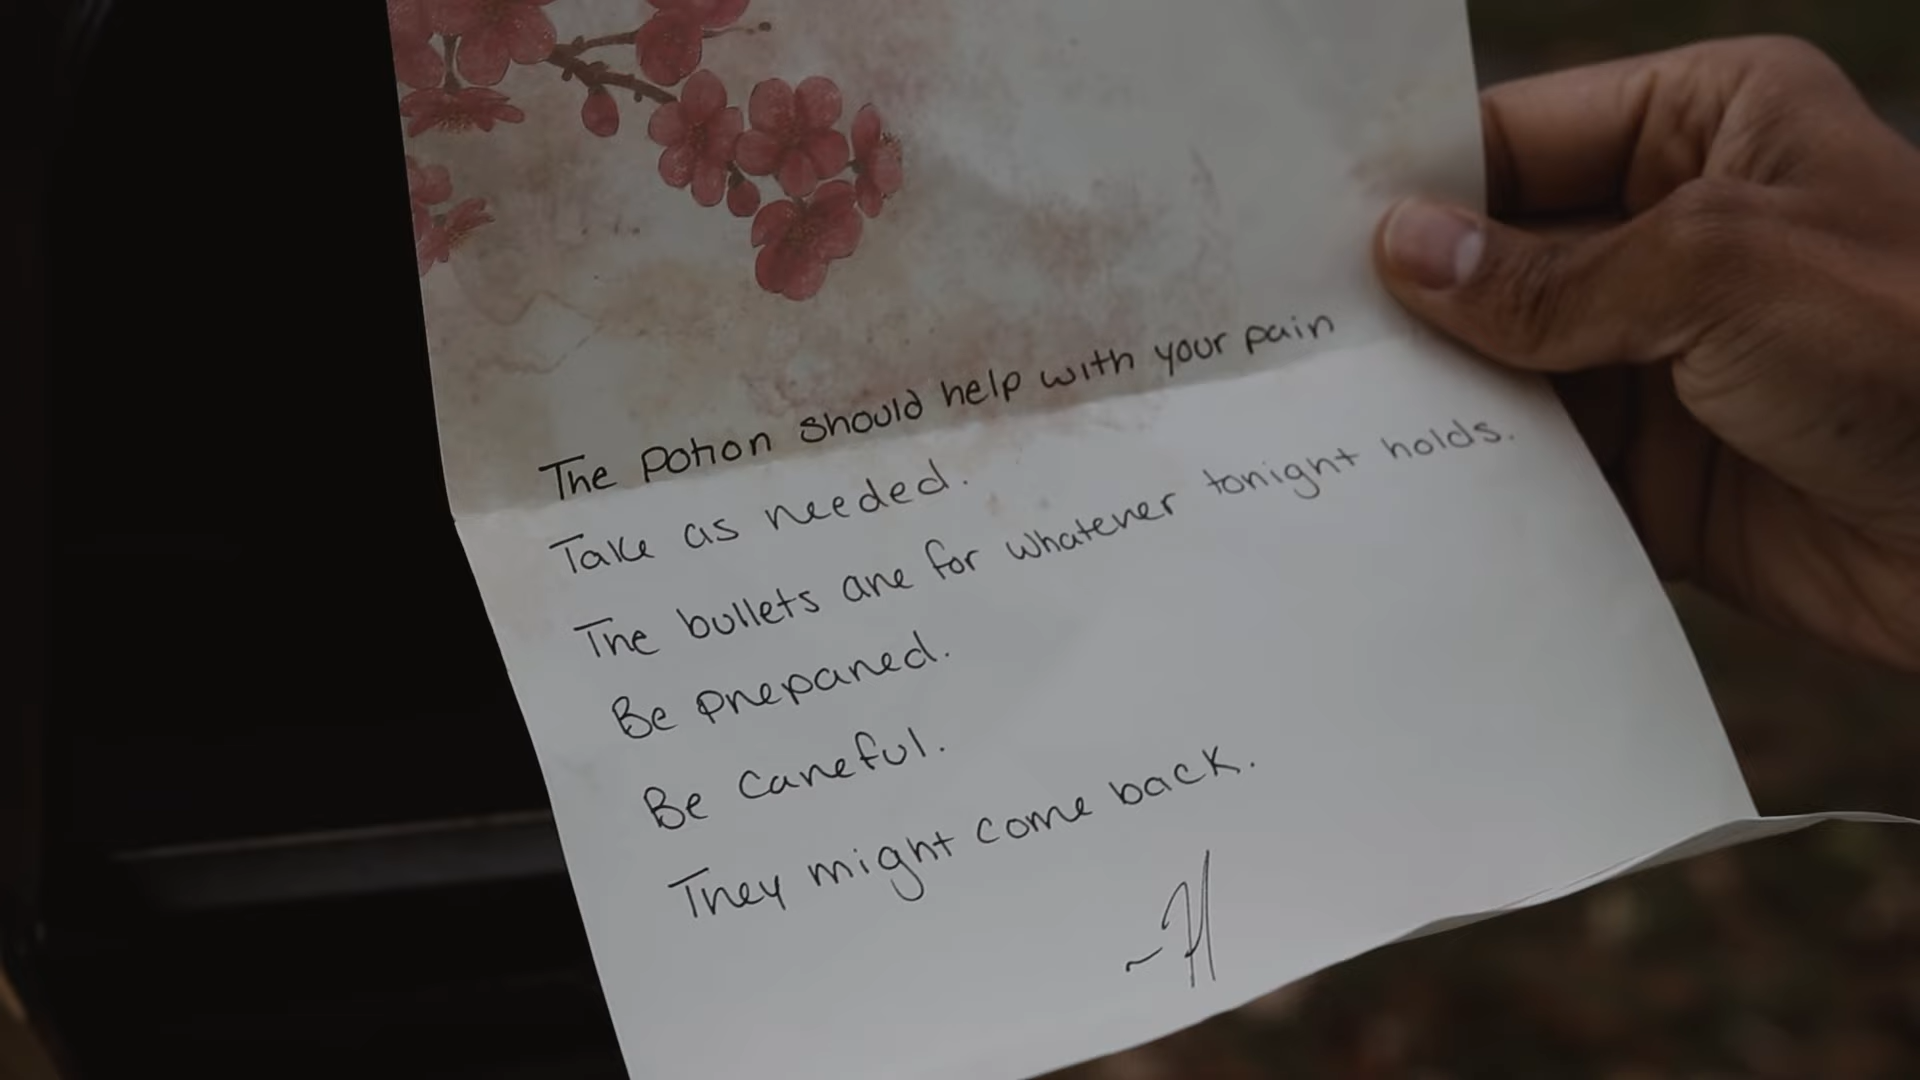 The Potion should help with your pain
Take as needed.
The bullets are for whatever tonight holds.
Be prepared.
Be careful.
They might come back.
~H